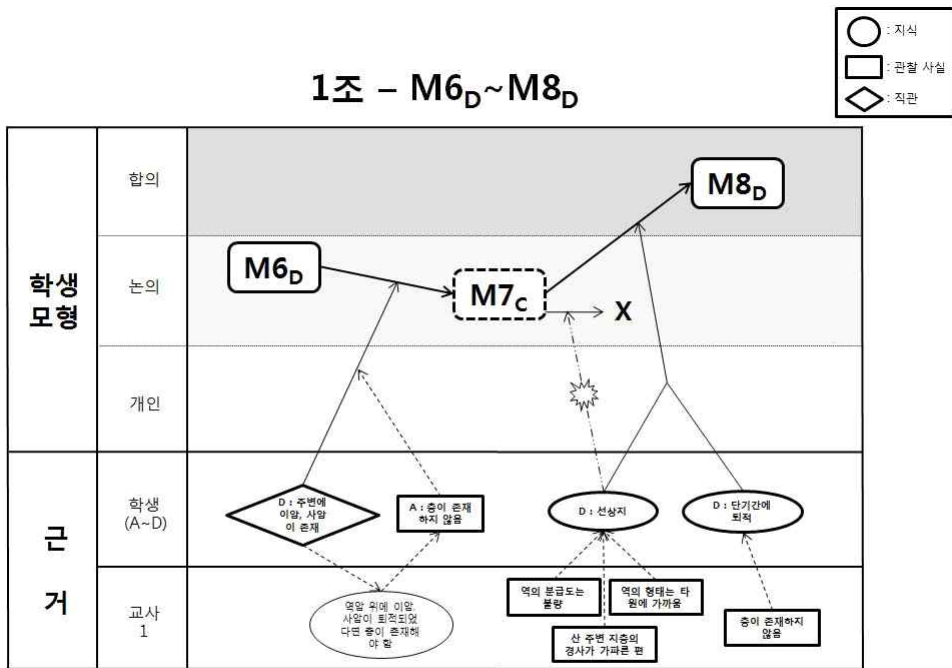 : 지식
: 관찰 사실
: 직관
1조 – M6D~M8D
학생
모형
합의
논의
개인
M8D
M6D
M7C
X
근
거
학생
(A~D)
D : 주변에
이암, 사암
이 존재
A : 층이 존재
하지 않음
D : 선상지
D : 단기간에
퇴적
교사
1
역암 위에 이암,
사암이 퇴적되었
다면 층이 존재해
야 함
역의 분급도는
불량
역의 형태는 타
원에 가까움
산 주변 지층의
경사가 가파른 편
층이 존재하지
않음